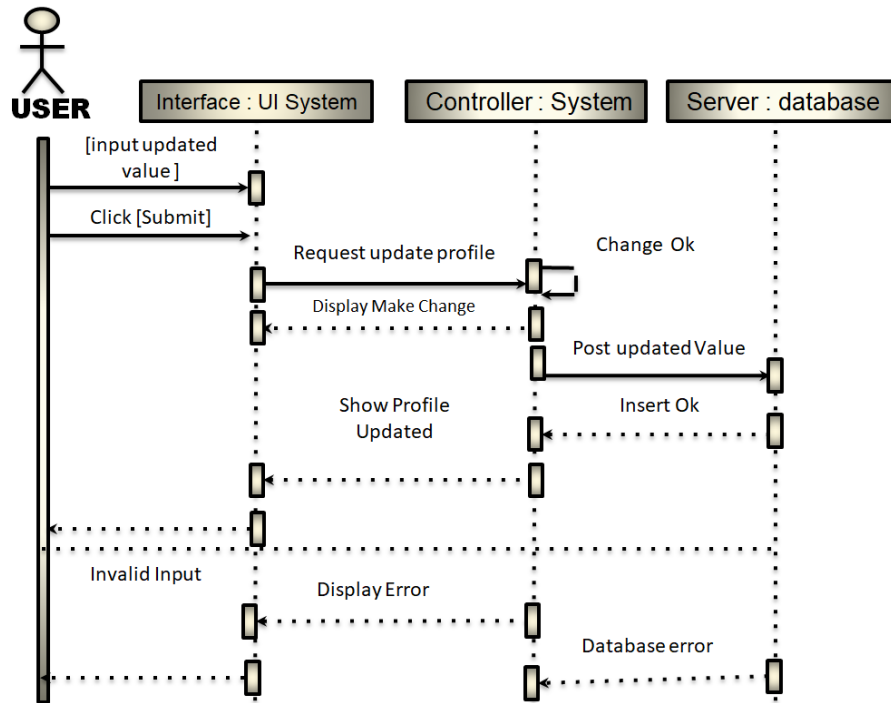 USER
Interface : UI System
Controller : System
Server : database
[input updated
value ]
Click [Submit]
Request update profile
Change Ok
Display Make Change
Post updated Value
Show Profile
Updated
Insert Ok
Invalid Input
Display Error
Database error